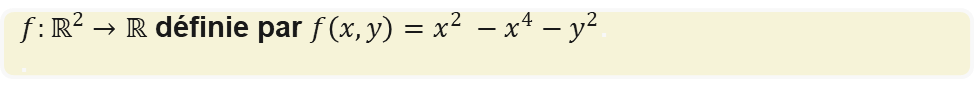 f: ℝ² → ℝ définie par f(x, y) = x² − x⁴ − y²